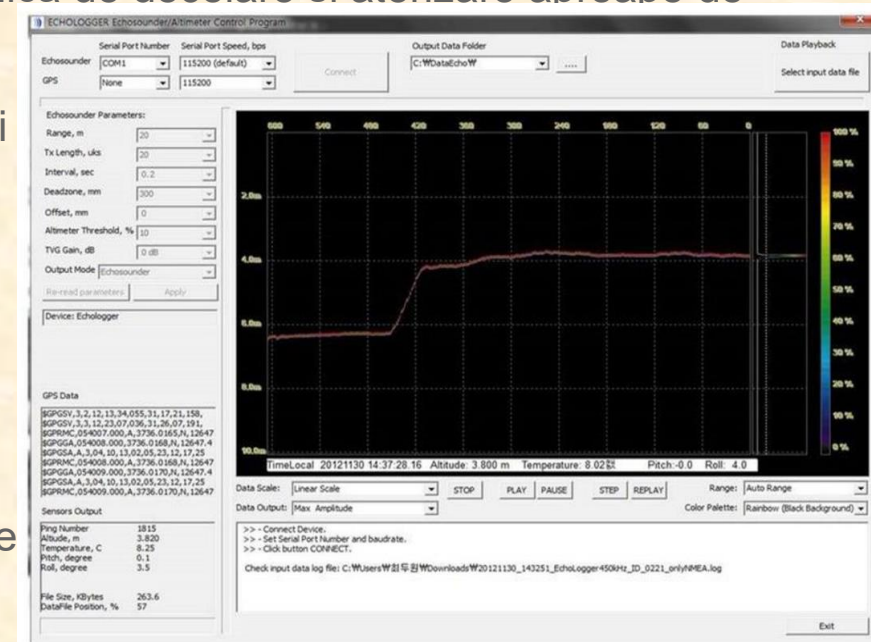 ica de decolare si aterizare aproabe de
i
e
ECHOLOGGER Echosounder/Altimeter Control Program
Serial Port Number Serial Port Speed, bps
Echosounder COM1 115200 (default)
GPS None 115200
Connect
Output Data Folder
C:₩DataEcho₩ ....
Data Playback
Select input data file
Echosounder Parameters:
Range, m 20
Tx Length, uks 20
Interval, sec 0.2
Deadzone, mm 300
Offset, mm 0
Altimeter Threshold, % 10
TVG Gain, dB 0 dB
Output Mode Echosounder
Re-read parameters Apply
Device: Echologger
GPS Data
$GPGSV,3,2,12,13,34,055,31,17,21,158,
$GPGSV,3,3,12,23,07,036,31,26,07,191,
$GPRMC,054007.000,A,3736.0165,N,12647
$GPGGA,054008.000,3736.0168,N,12647.4
$GPGSA,A,3,04,10,13,02,05,23,12,17,25
$GPRMC,054008.000,A,3736.0168,N,12647
$GPGGA,054009.000,3736.0170,N,12647.4
$GPGSA,A,3,04,10,13,02,05,23,12,17,25
$GPRMC,054009.000,A,3736.0170,N,12647
Sensors Output
Ping Number 1815
Altiude, m 3.820
Temperature, C 8.25
Pitch, degree 0.1
Roll, degree 3.5
File Size, KBytes 263.6
DataFile Position, % 57
600 540 480 420 360 300 240 180 120 60 0
2.0m
4.0m
6.0m
8.0m
10.0m
100 %
90 %
80 %
70 %
60 %
50 %
40 %
30 %
20 %
10 %
0 %
TimeLocal 20121130 14:37:28.16 Altitude: 3.800 m Temperature: 8.02 Pitch:-0.0 Roll: 4.0
Data Scale: Linear Scale STOP PLAY PAUSE STEP REPLAY Range: Auto Range
Data Output: Max Amplitude Color Palette: Rainbow (Black Background)
>> - Connect Device.
>> - Set Serial Port Number and baudrate.
>> - Click button CONNECT.
Check input data log file: C:₩Users₩최두원₩Downloads₩20121130_143251_EchoLogger450kHz_ID_0221_onlyNMEA.log
Exit